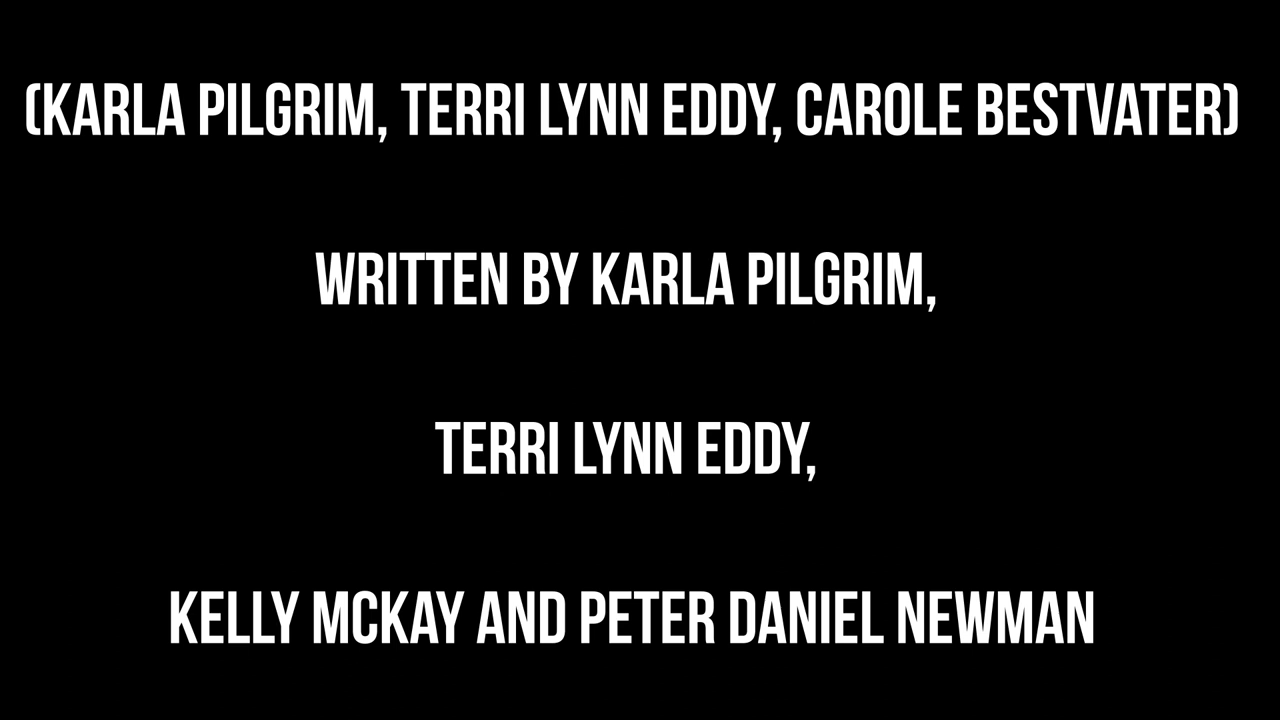 (KARLA PILGRIM, TERRI LYNN EDDY, CAROLE BESTVATER)
WRITTEN BY KARLA PILGRIM,
TERRI LYNN EDDY,
KELLY MCKAY AND PETER DANIEL NEWMAN